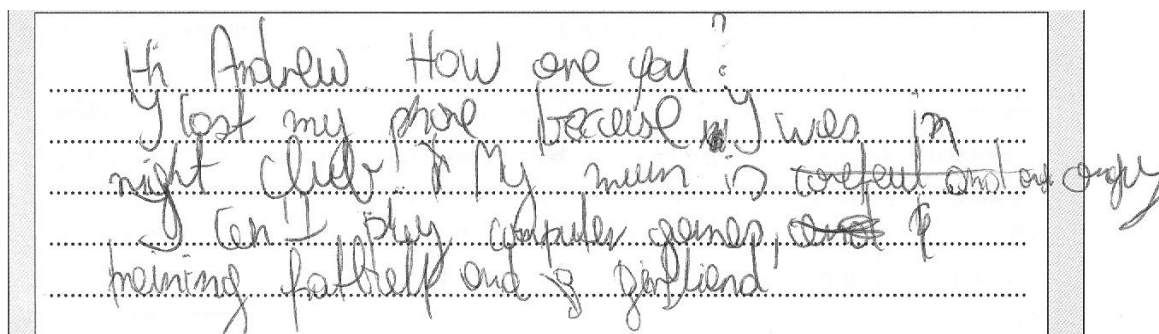 Hi Andrew How are you?
I lost my phone because I was in
night club! My mum is angry
I can I play computer games,
training football and girlfriend